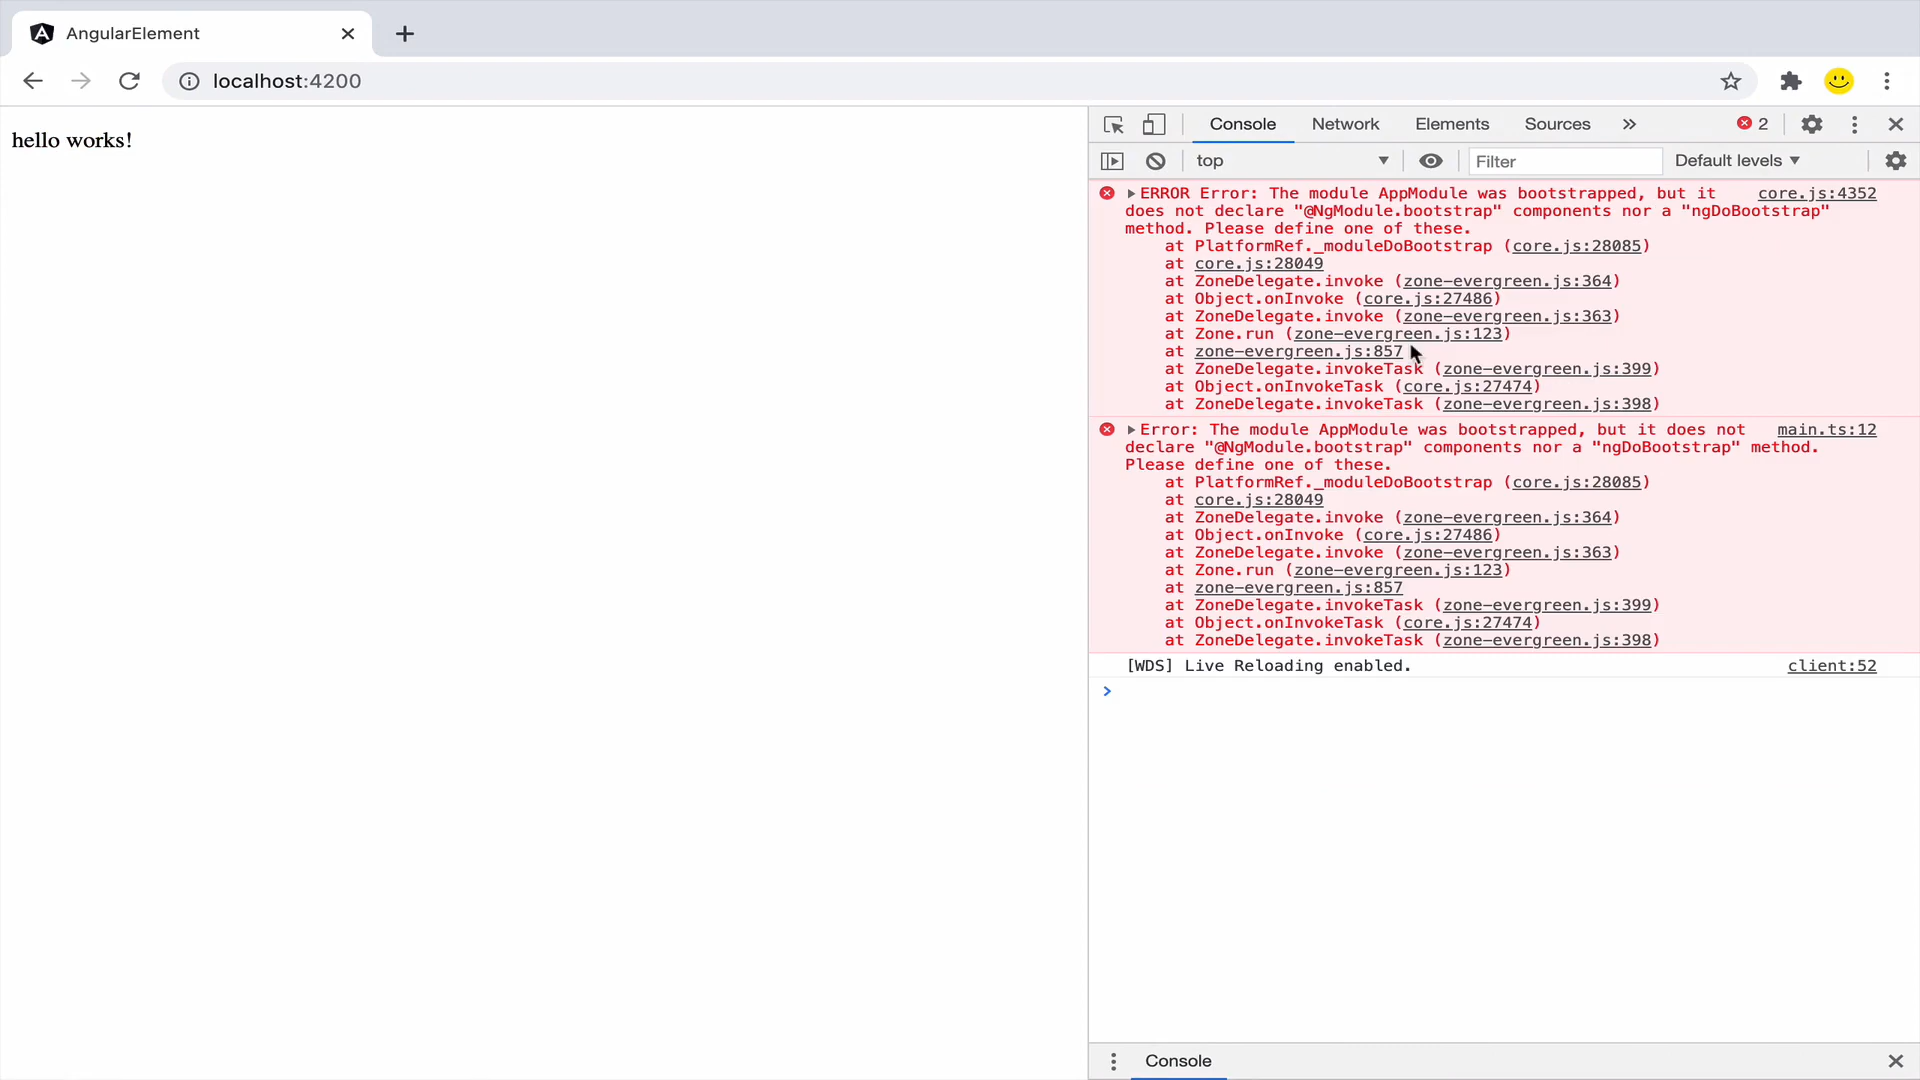 AngularElement
localhost:4200
hello works!
Console Network Elements Sources » 2
top Filter Default levels
ERROR Error: The module AppModule was bootstrapped, but it core.js:4352
does not declare "@NgModule.bootstrap" components nor a "ngDoBootstrap"
method. Please define one of these.
at PlatformRef._moduleDoBootstrap (core.js:28085)
at core.js:28049
at ZoneDelegate.invoke (zone-evergreen.js:364)
at Object.onInvoke (core.js:27486)
at ZoneDelegate.invoke (zone-evergreen.js:363)
at Zone.run (zone-evergreen.js:123)
at zone-evergreen.js:857
at ZoneDelegate.invokeTask (zone-evergreen.js:399)
at Object.onInvokeTask (core.js:27474)
at ZoneDelegate.invokeTask (zone-evergreen.js:398)
Error: The module AppModule was bootstrapped, but it does not main.ts:12
declare "@NgModule.bootstrap" components nor a "ngDoBootstrap" method.
Please define one of these.
at PlatformRef._moduleDoBootstrap (core.js:28085)
at core.js:28049
at ZoneDelegate.invoke (zone-evergreen.js:364)
at Object.onInvoke (core.js:27486)
at ZoneDelegate.invoke (zone-evergreen.js:363)
at Zone.run (zone-evergreen.js:123)
at zone-evergreen.js:857
at ZoneDelegate.invokeTask (zone-evergreen.js:399)
at Object.onInvokeTask (core.js:27474)
at ZoneDelegate.invokeTask (zone-evergreen.js:398)
[WDS] Live Reloading enabled. client:52
>
Console